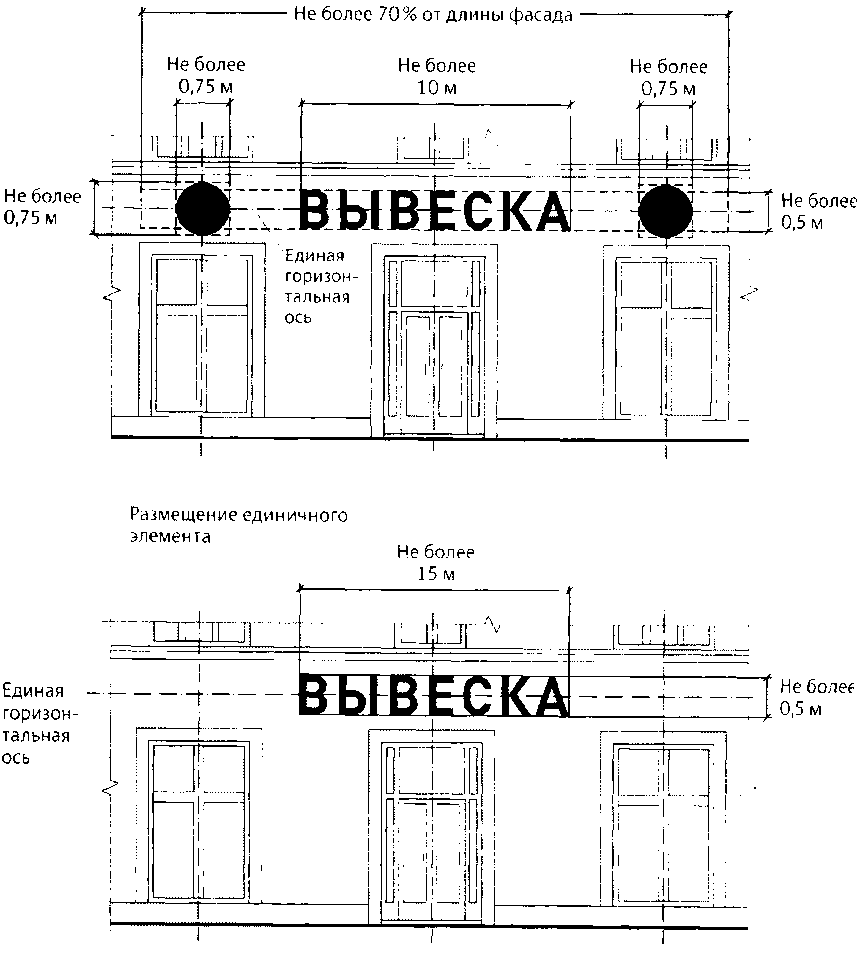 Не более 70% от длины фасада
Не более
0,75 м
Не более
10 м
Не более
0,75 м
Не более
0,75 м
ВЫВЕСКА
Не более
0,5 м
Единая
горизон-
тальная
ось
Размещение единичного
элемента
Не более
15 м
Единая
горизон-
тальная
ось
ВЫВЕСКА
Не более
0,5 м